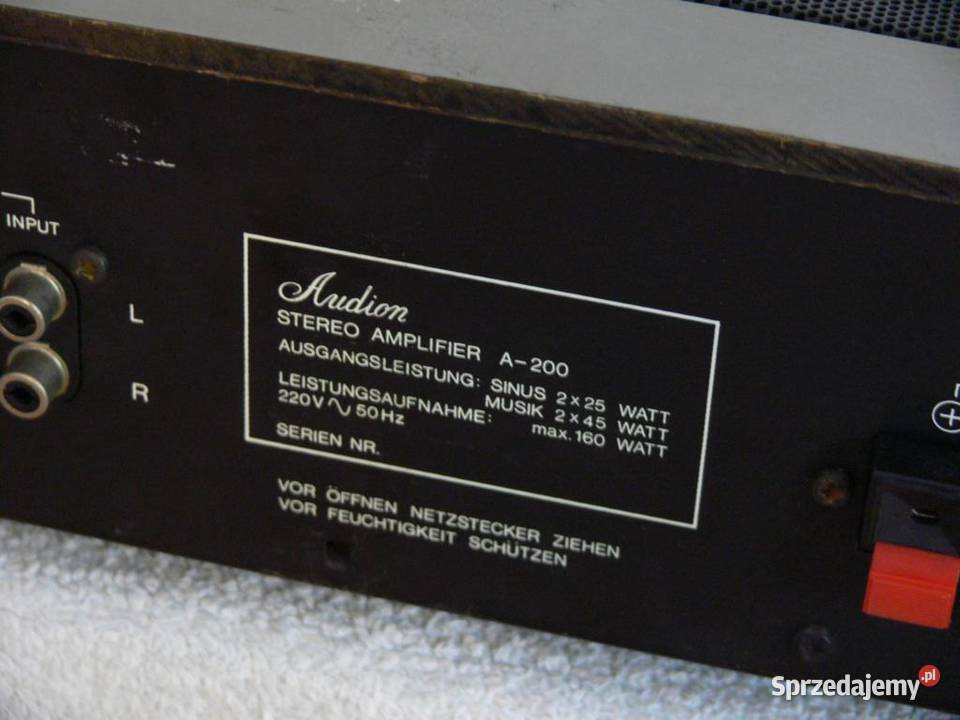 INPUT
L
R
Audion
STEREO AMPLIFIER A-200
AUSGANGSLEISTUNG: SINUS 2 x 25 WATT
MUSIK 2 x 45 WATT
LEISTUNGSAUFNAHME: max. 160 WATT
220V ∿ 50Hz
SERIEN NR.
VOR ÖFFNEN NETZSTECKER ZIEHEN
VOR FEUCHTIGKEIT SCHÜTZEN
Sprzedajemy.pl